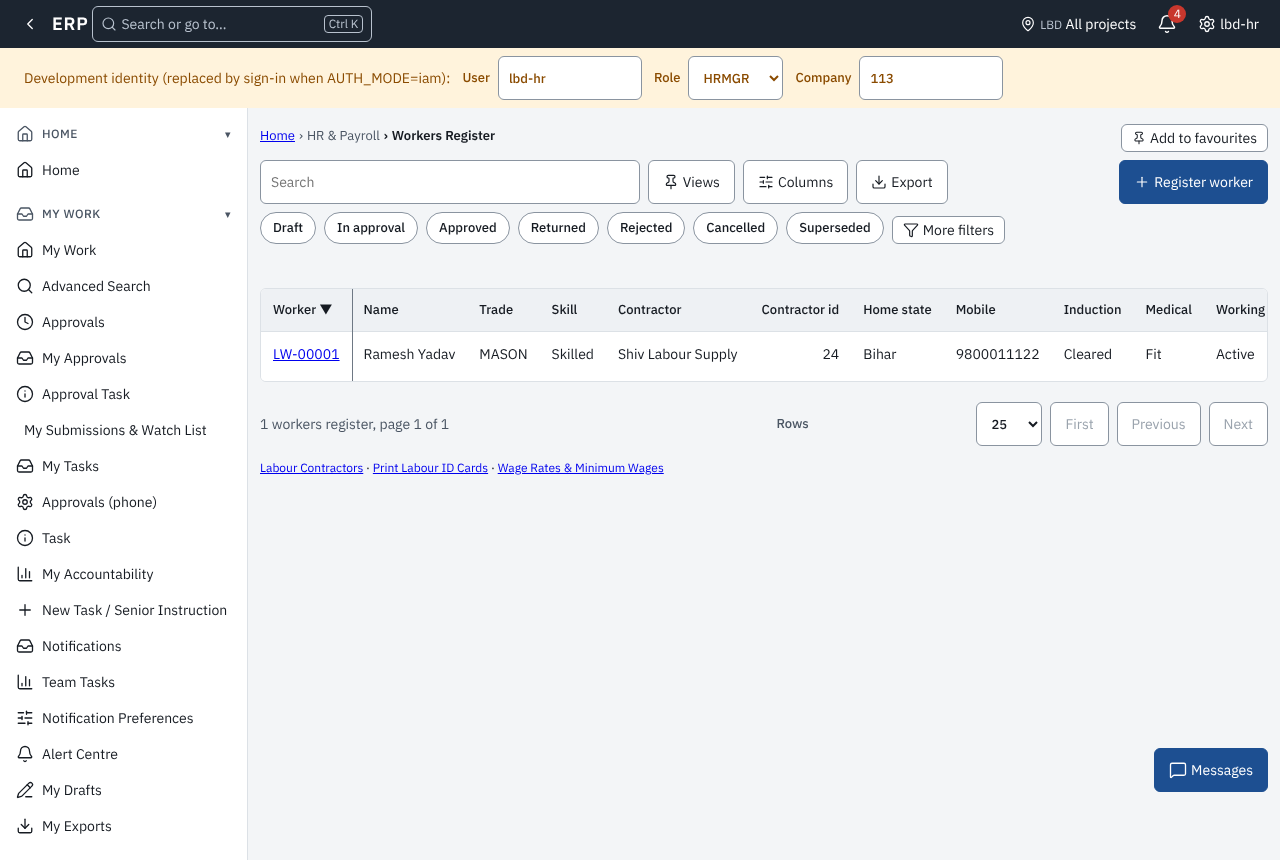 ERP
Search or go to...
Ctrl K
LBD All projects
4
lbd-hr
Development identity (replaced by sign-in when AUTH_MODE=iam):
User
lbd-hr
Role
HRMGR
Company
113
HOME
Home
MY WORK
My Work
Advanced Search
Approvals
My Approvals
Approval Task
My Submissions & Watch List
My Tasks
Approvals (phone)
Task
My Accountability
New Task / Senior Instruction
Notifications
Team Tasks
Notification Preferences
Alert Centre
My Drafts
My Exports
Home › HR & Payroll › Workers Register
Add to favourites
Search
Views
Columns
Export
+ Register worker
Draft
In approval
Approved
Returned
Rejected
Cancelled
Superseded
More filters
Worker ▼ Name Trade Skill Contractor Contractor id Home state Mobile Induction Medical Working
LW-00001 Ramesh Yadav MASON Skilled Shiv Labour Supply 24 Bihar 9800011122 Cleared Fit Active
1 workers register, page 1 of 1
Rows
25
First
Previous
Next
Labour Contractors · Print Labour ID Cards · Wage Rates & Minimum Wages
Messages